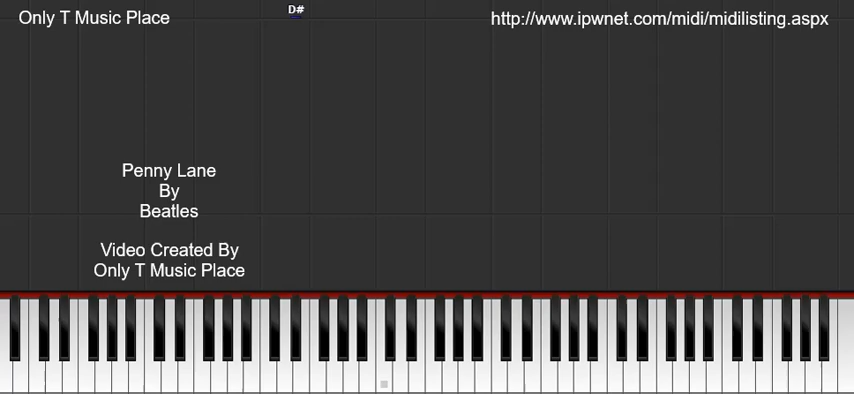 Only T Music Place
D#
http://www.ipwnet.com/midi/midilisting.aspx
Penny Lane
By
Beatles
Video Created By
Only T Music Place